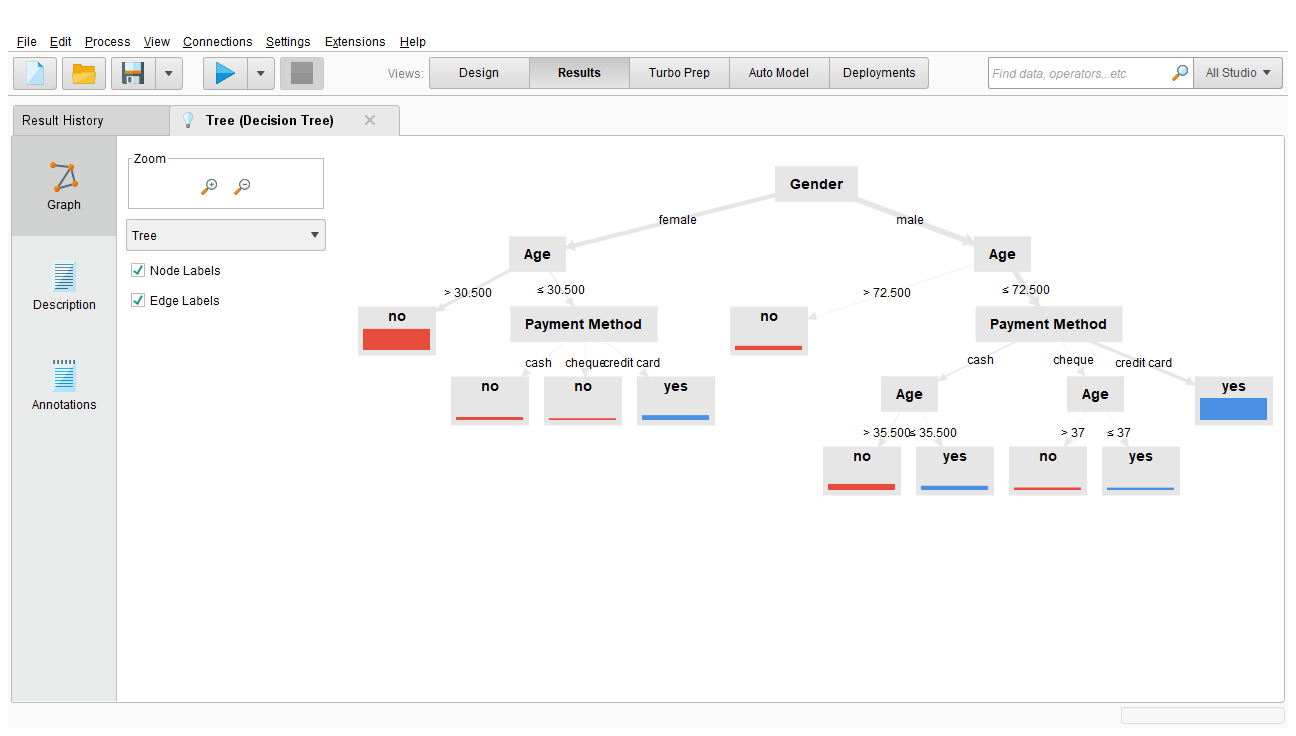 File Edit Process View Connections Settings Extensions Help
Views: Design Results Turbo Prep Auto Model Deployments Find data, operators...etc All Studio
Result History Tree (Decision Tree)
Graph
Description
Annotations
Zoom
Tree
Node Labels
Edge Labels
Gender
female male
Age Age
> 30.500 ≤ 30.500 > 72.500 ≤ 72.500
no Payment Method no Payment Method
cash cheque credit card cash cheque credit card
no no yes Age Age yes
> 35.500 ≤ 35.500 > 37 ≤ 37
no yes no yes